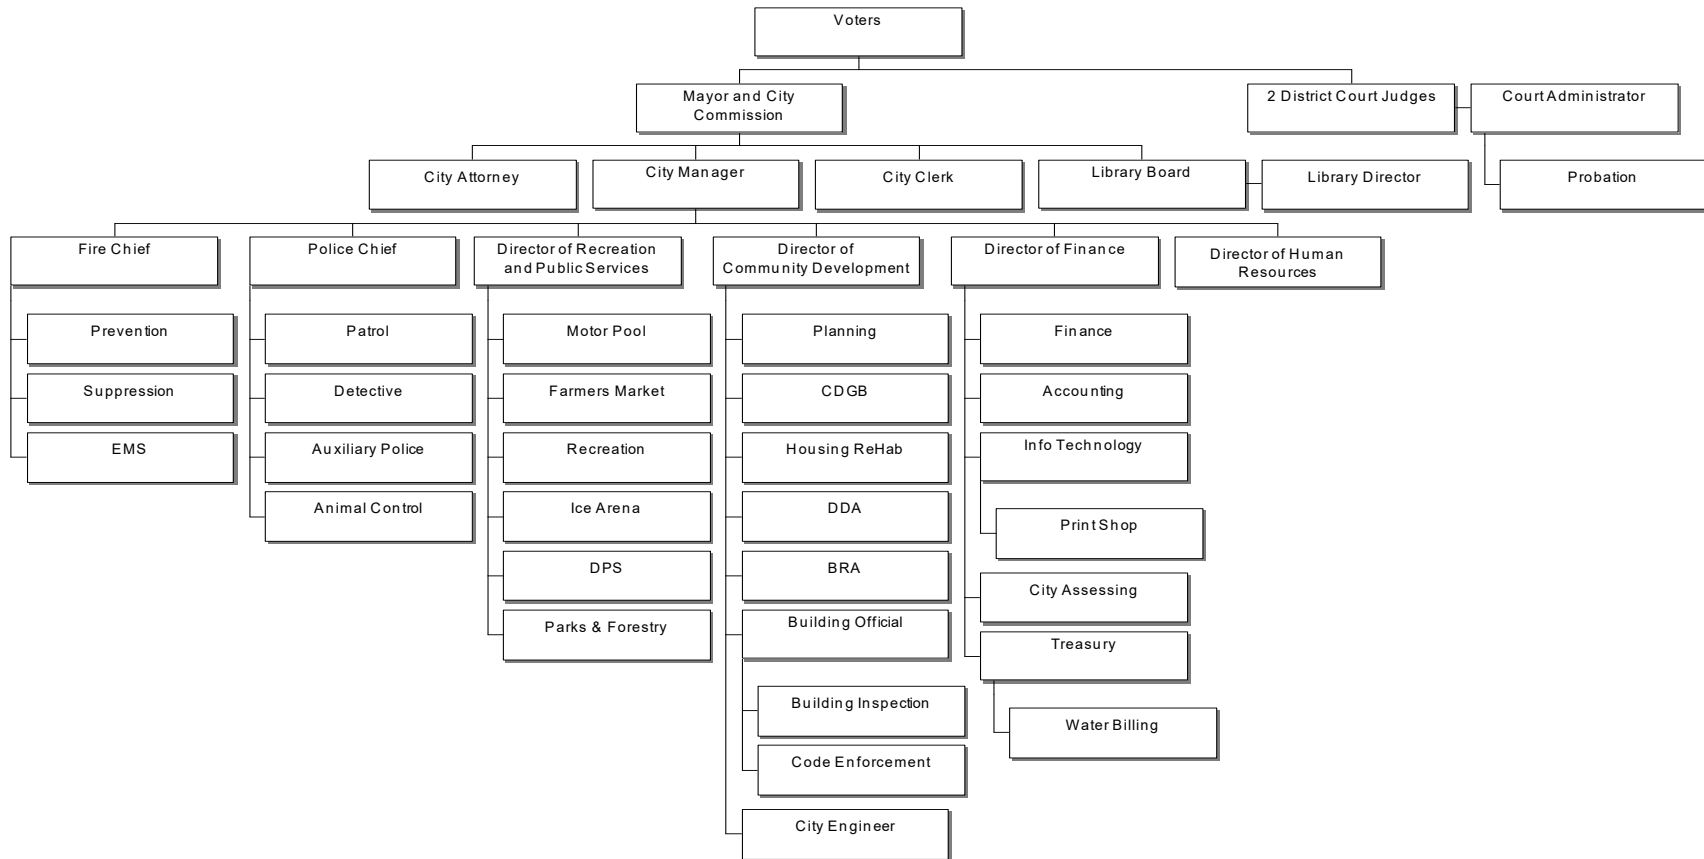 Voters
Mayor and City
Commission
2 District Court Judges
Court Administrator
City Attorney
City Manager
City Clerk
Library Board
Library Director
Probation
Fire Chief
Police Chief
Director of Recreation
and Public Services
Director of
Community Development
Director of Finance
Director of Human
Resources
Prevention
Patrol
Motor Pool
Planning
Finance
Suppression
Detective
Farmers Market
CDGB
Accounting
EMS
Auxiliary Police
Recreation
Housing ReHab
Info Technology
Animal Control
Ice Arena
DDA
Print Shop
DPS
BRA
City Assessing
Parks & Forestry
Building Official
Treasury
Building Inspection
Water Billing
Code Enforcement
City Engineer